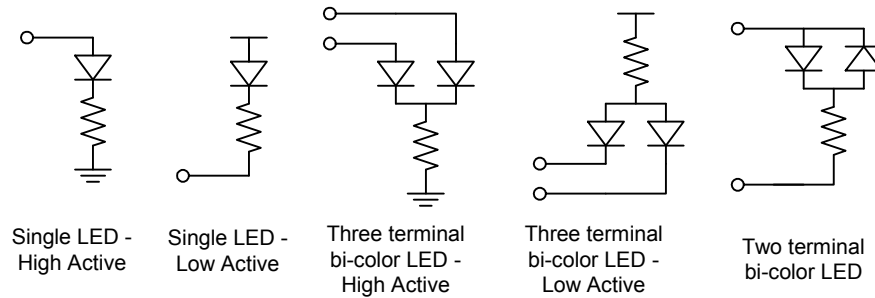 Single LED -
High Active
Single LED -
Low Active
Three terminal
bi-color LED -
High Active
Three terminal
bi-color LED -
Low Active
Two terminal
bi-color LED